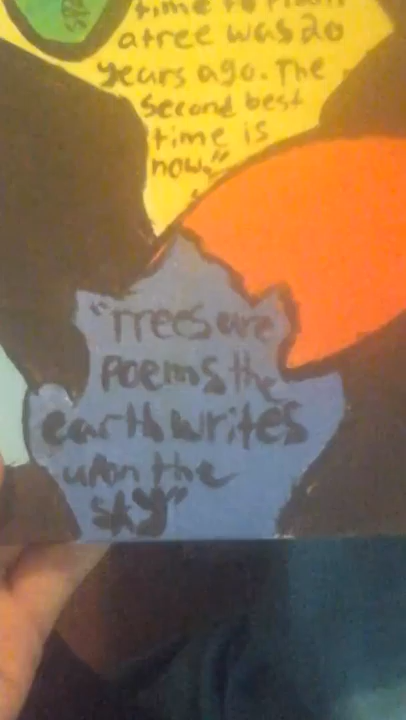 time to
a tree was 20
years ago. The
second best
time is
now."
"Trees are
poems the
earth writes
upon the
sky"